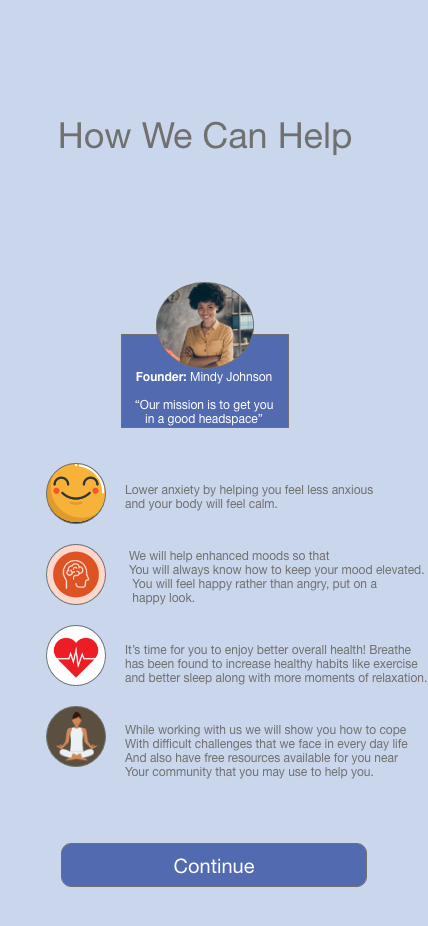 How We Can Help
Founder: Mindy Johnson
“Our mission is to get you
in a good headspace”
Lower anxiety by helping you feel less anxious
and your body will feel calm.
We will help enhanced moods so that
You will always know how to keep your mood elevated.
You will feel happy rather than angry, put on a
happy look.
It’s time for you to enjoy better overall health! Breathe
has been found to increase healthy habits like exercise
and better sleep along with more moments of relaxation.
While working with us we will show you how to cope
With difficult challenges that we face in every day life
And also have free resources available for you near
Your community that you may use to help you.
Continue